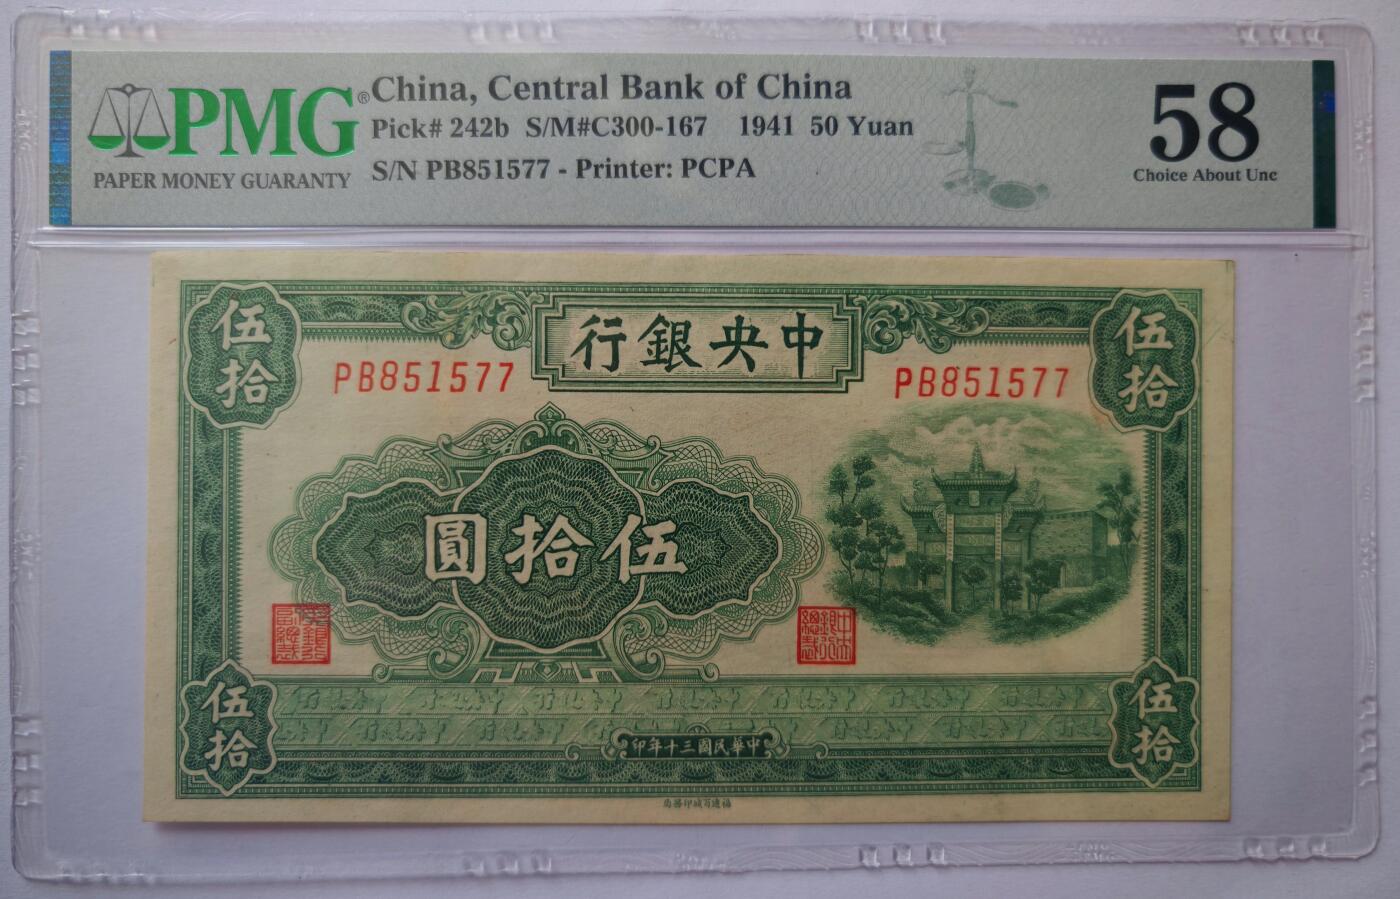 PMG®
PAPER MONEY GUARANTY
China, Central Bank of China
Pick# 242b S/M#C300-167 1941 50 Yuan
S/N PB851577 - Printer: PCPA
58
Choice About Unc
中央銀行
伍拾
伍拾
PB851577
PB851577
伍拾圓
伍拾
伍拾
中華民國三十年印